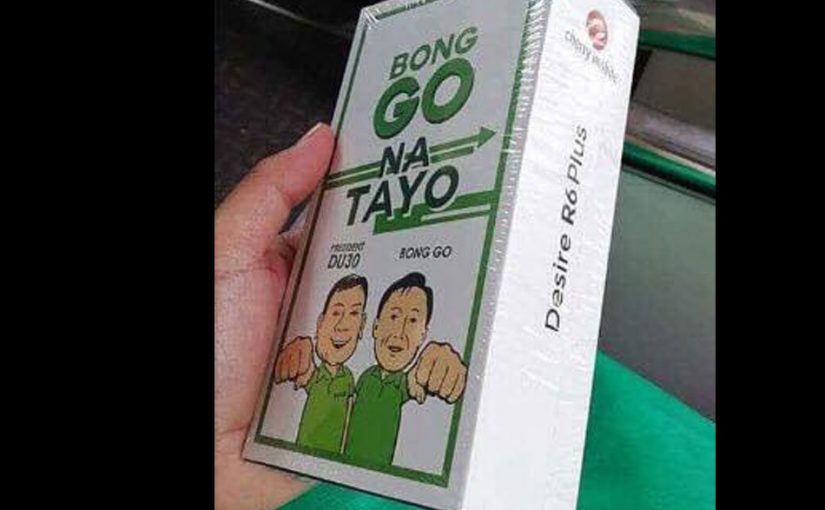 BONG
GO
NA
TAYO
PRESIDENT
DU30
BONG GO
cherry mobile
Desire R6 Plus